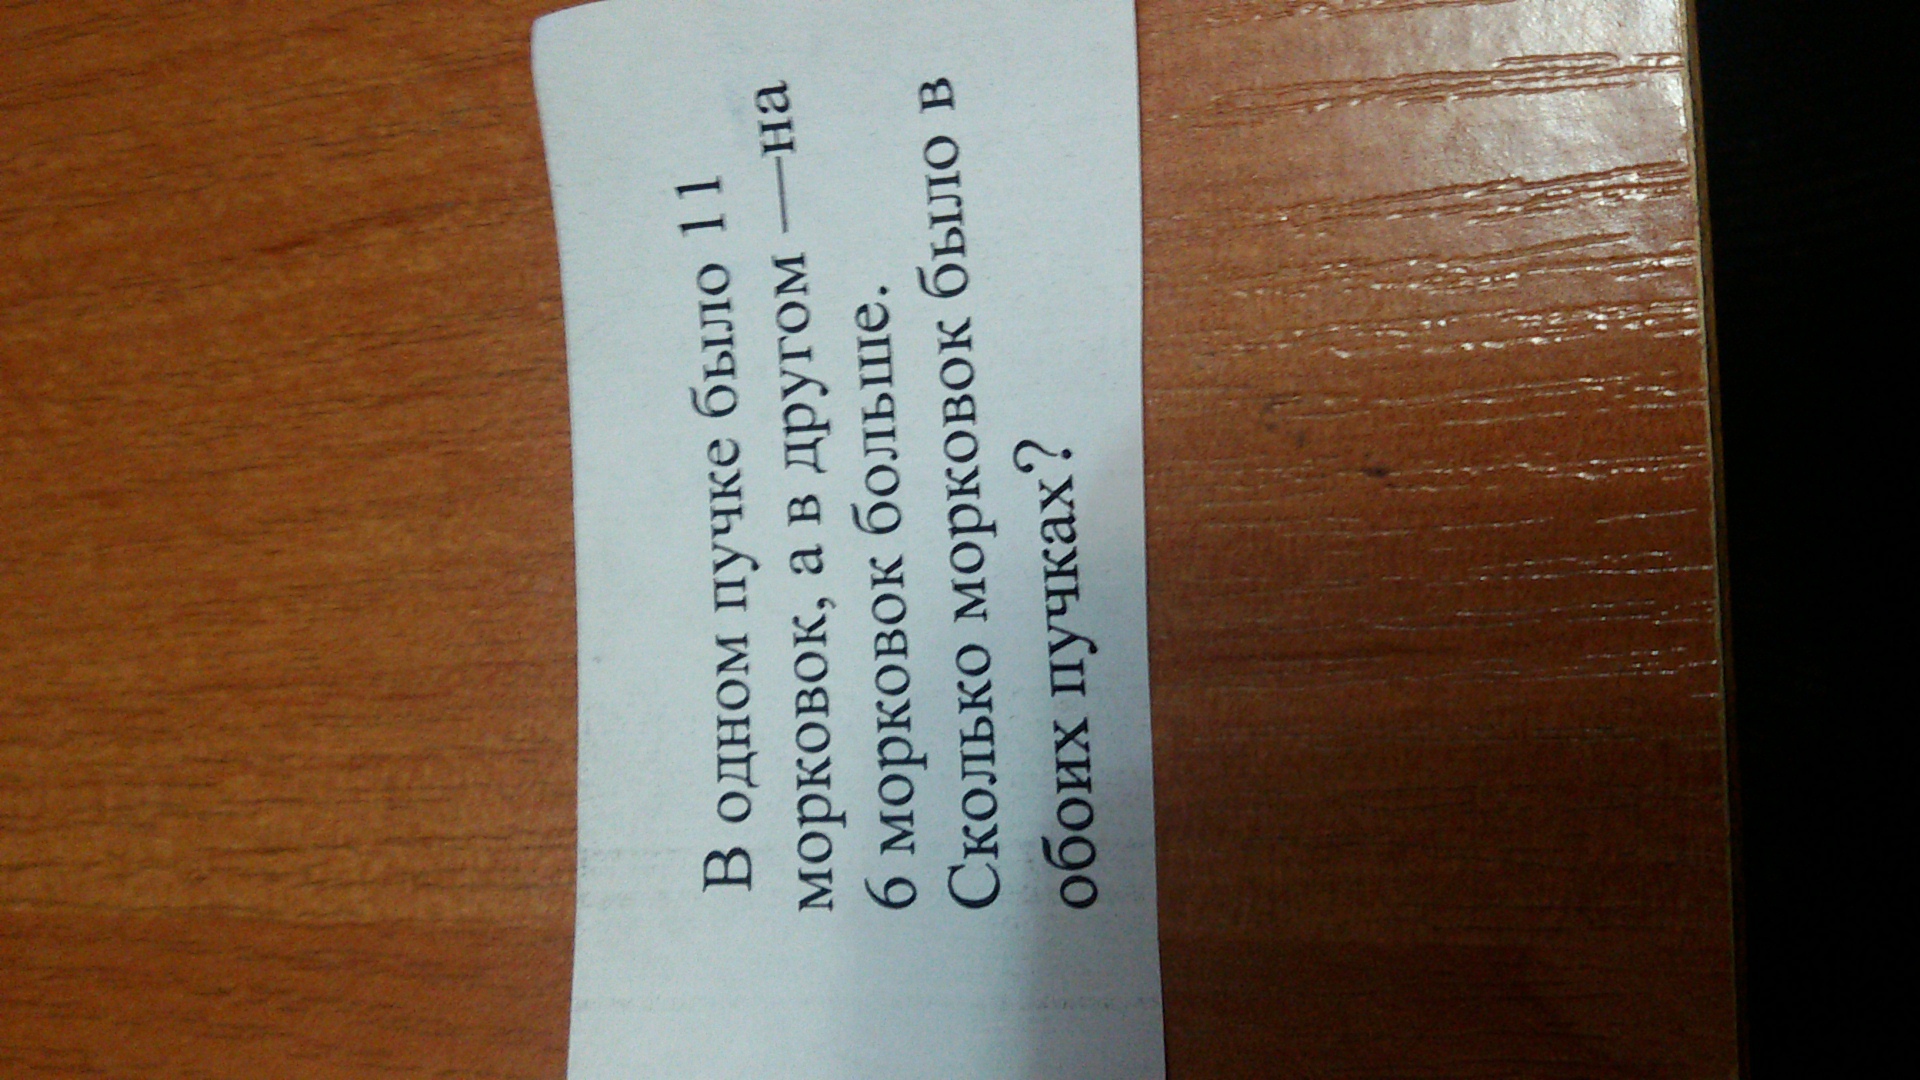 В одном пучке было 11
морковок, а в другом —на
6 морковок больше.
Сколько морковок было в
обоих пучках?